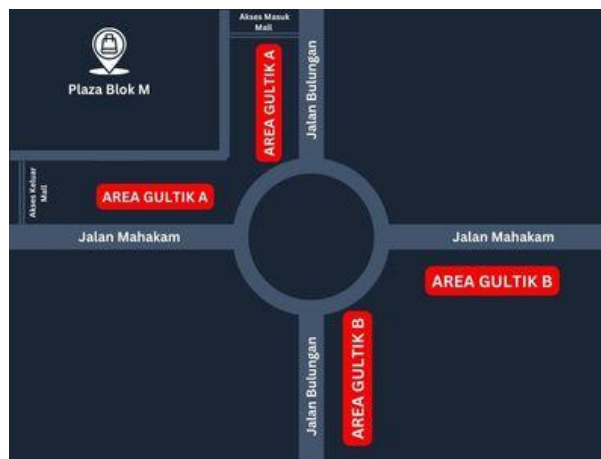 Akses Masuk
Mall
Plaza Blok M
AREA GULTIK A
Jalan Bulungan
Akses Keluar
Mall
AREA GULTIK A
Jalan Mahakam
Jalan Mahakam
AREA GULTIK B
Jalan Bulungan
AREA GULTIK B